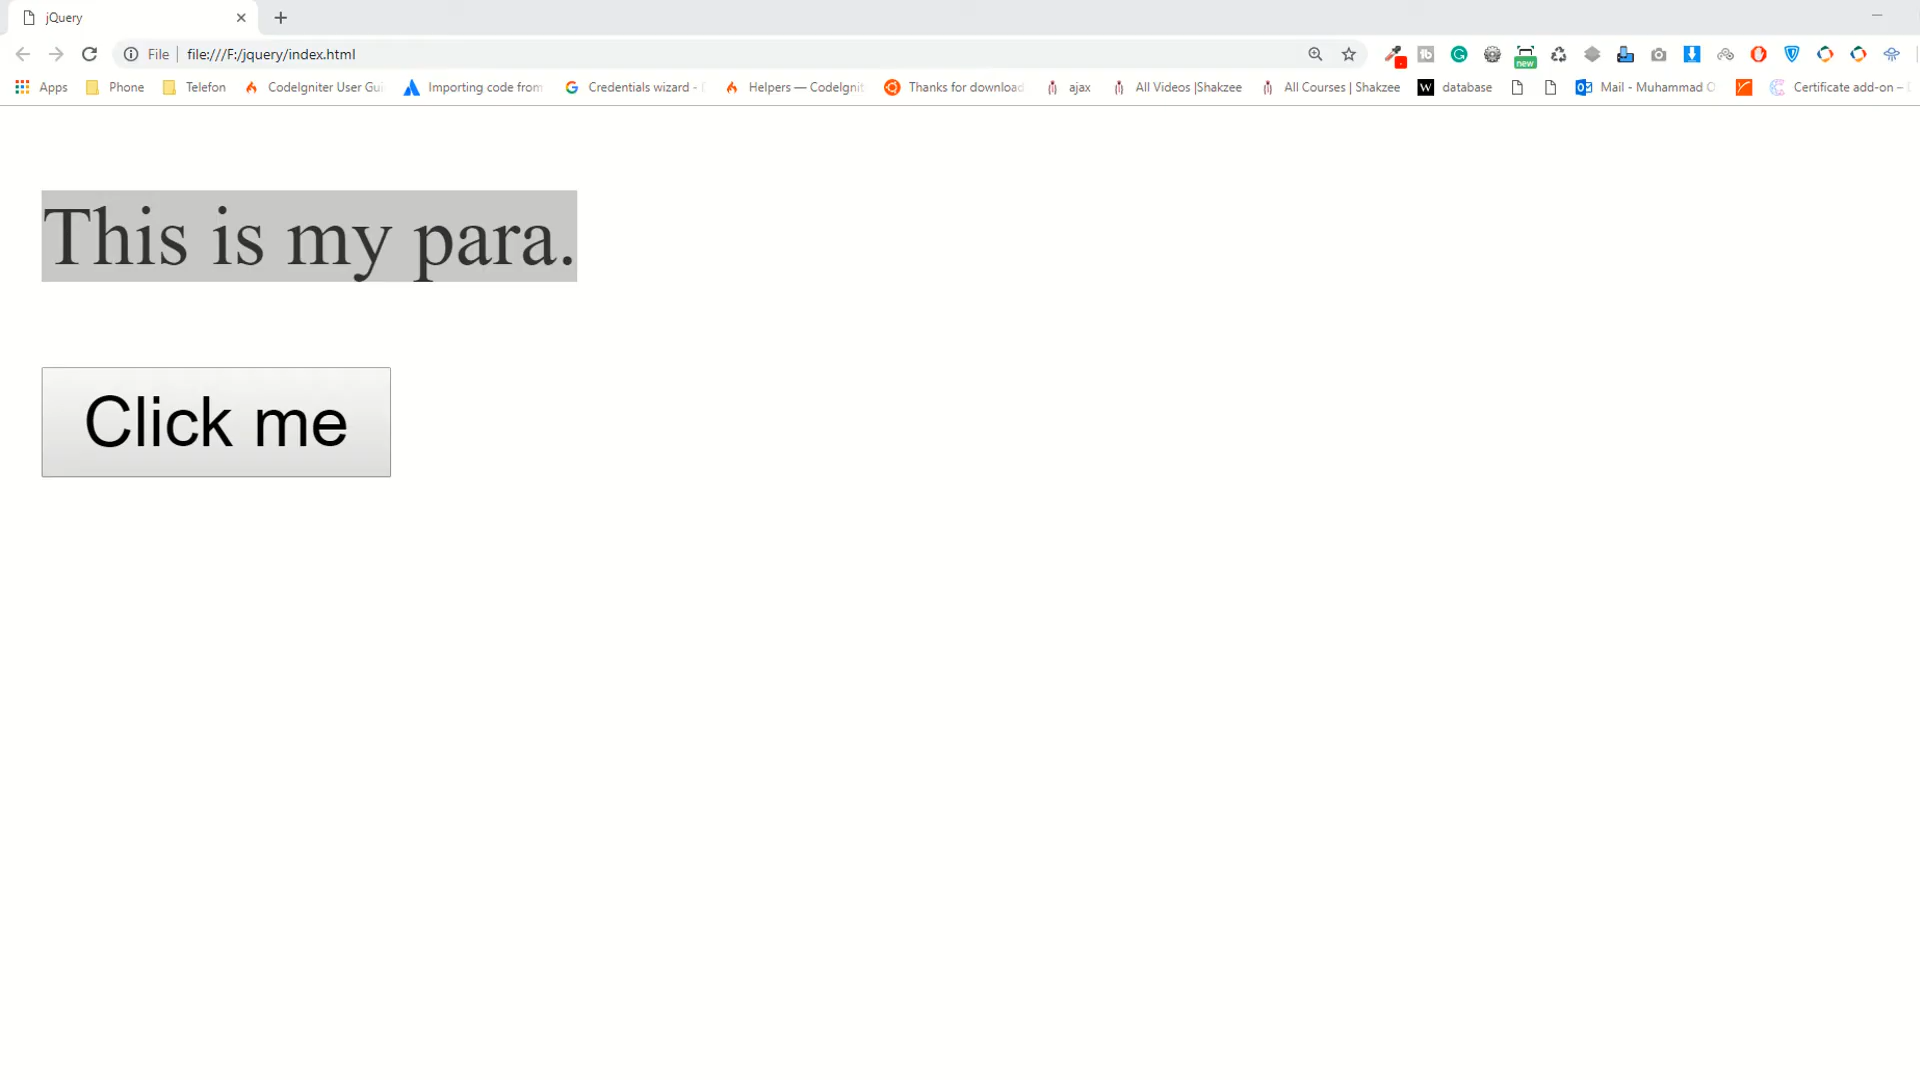 jQuery
File file:///F:/jquery/index.html
new
Apps Phone Telefon CodeIgniter User Gui Importing code from Credentials wizard - Helpers — CodeIgnit Thanks for download ajax All Videos |Shakzee All Courses | Shakzee W database Mail - Muhammad O Certificate add-on –
This is my para.
Click me